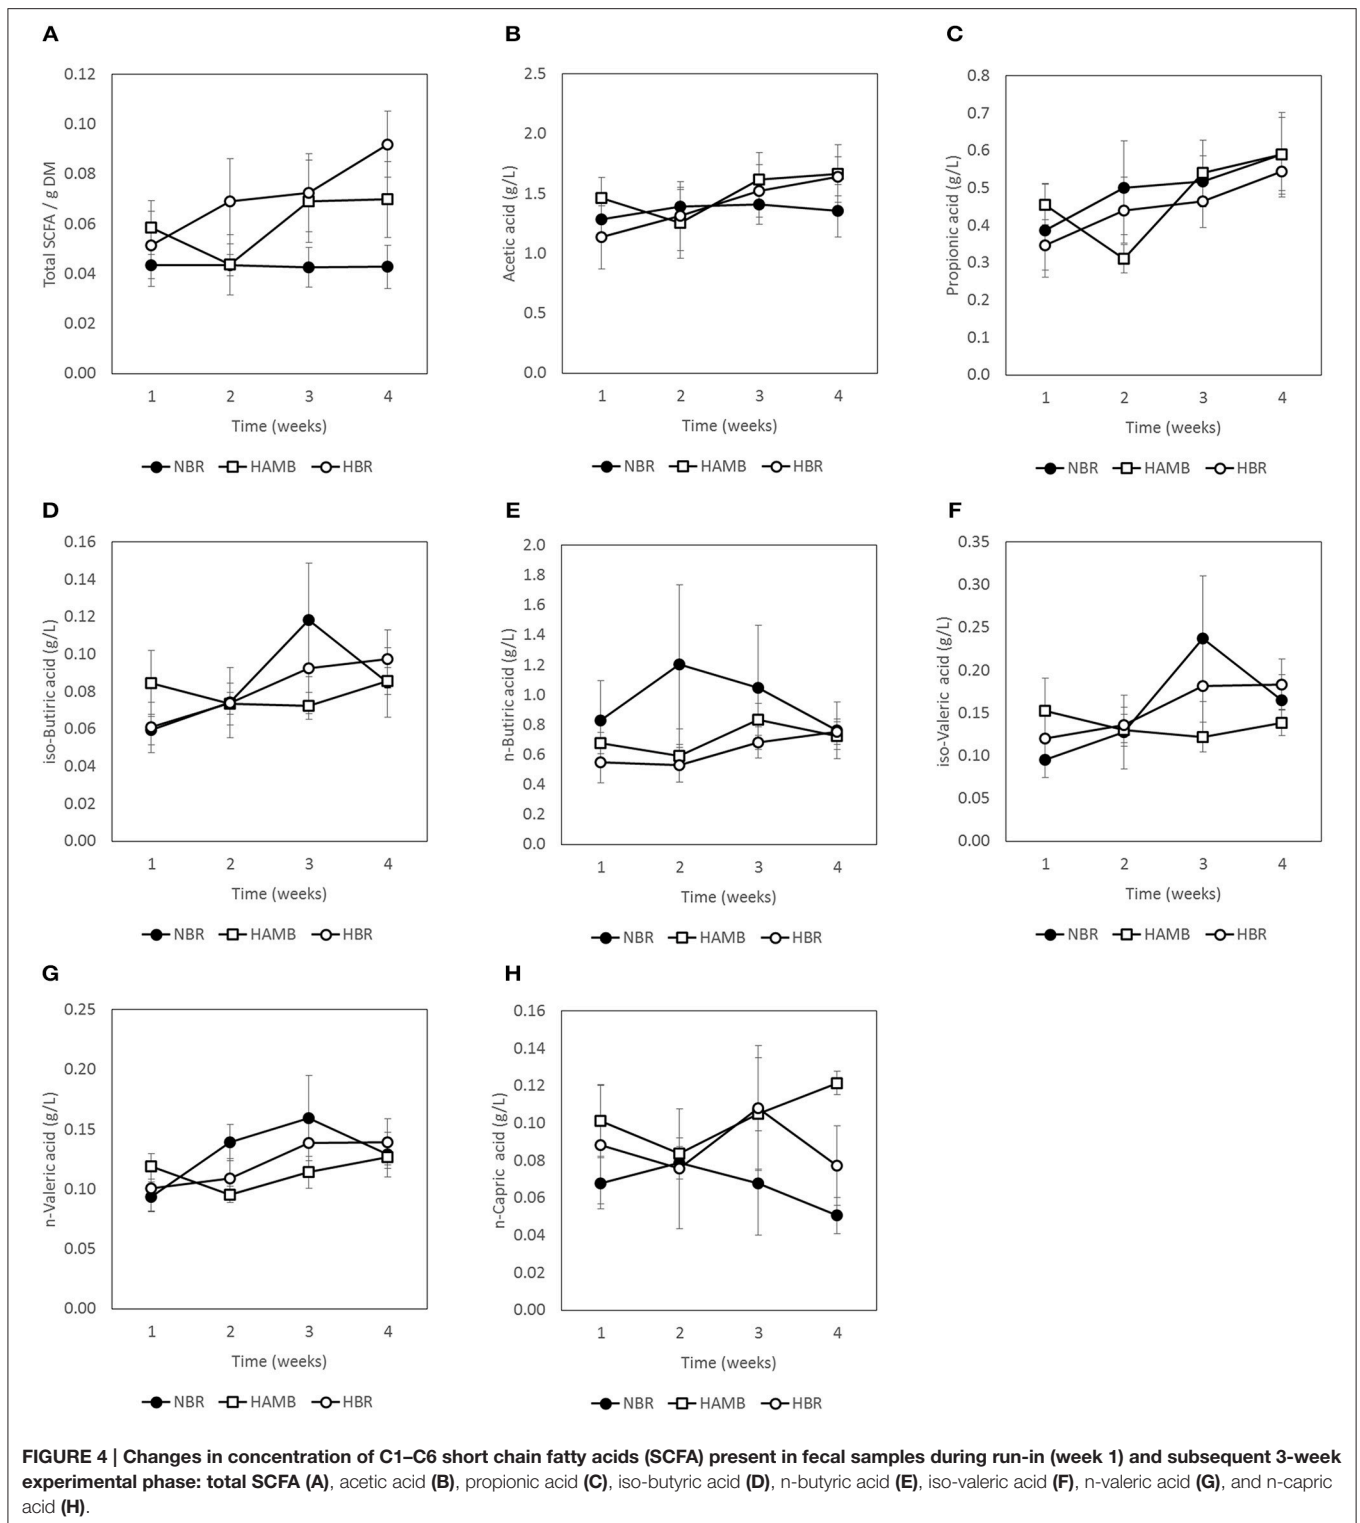 A
0.12
0.10
0.08
0.06
0.04
0.02
0.00
Total SCFA / g DM
1 2 3 4
Time (weeks)
NBR HAMB HBR
B
2.5
2.0
1.5
1.0
0.5
0.0
Acetic acid (g/L)
1 2 3 4
Time (weeks)
NBR HAMB HBR
C
0.8
0.7
0.6
0.5
0.4
0.3
0.2
0.1
0.0
Propionic acid (g/L)
1 2 3 4
Time (weeks)
NBR HAMB HBR
D
0.16
0.14
0.12
0.10
0.08
0.06
0.04
0.02
0.00
iso-Butiric acid (g/L)
1 2 3 4
Time (weeks)
NBR HAMB HBR
E
2.0
1.8
1.6
1.4
1.2
1.0
0.8
0.6
0.4
0.2
0.0
n-Butiric acid (g/L)
1 2 3 4
Time (weeks)
NBR HAMB HBR
F
0.35
0.30
0.25
0.20
0.15
0.10
0.05
0.00
iso-Valeric acid (g/L)
1 2 3 4
Time (weeks)
NBR HAMB HBR
G
0.25
0.20
0.15
0.10
0.05
0.00
n-Valeric acid (g/L)
1 2 3 4
Time (weeks)
NBR HAMB HBR
H
0.16
0.14
0.12
0.10
0.08
0.06
0.04
0.02
0.00
n-Capric acid (g/L)
1 2 3 4
Time (weeks)
NBR HAMB HBR
FIGURE 4 | Changes in concentration of C1–C6 short chain fatty acids (SCFA) present in fecal samples during run-in (week 1) and subsequent 3-week
experimental phase: total SCFA (A), acetic acid (B), propionic acid (C), iso-butyric acid (D), n-butyric acid (E), iso-valeric acid (F), n-valeric acid (G), and n-capric
acid (H).